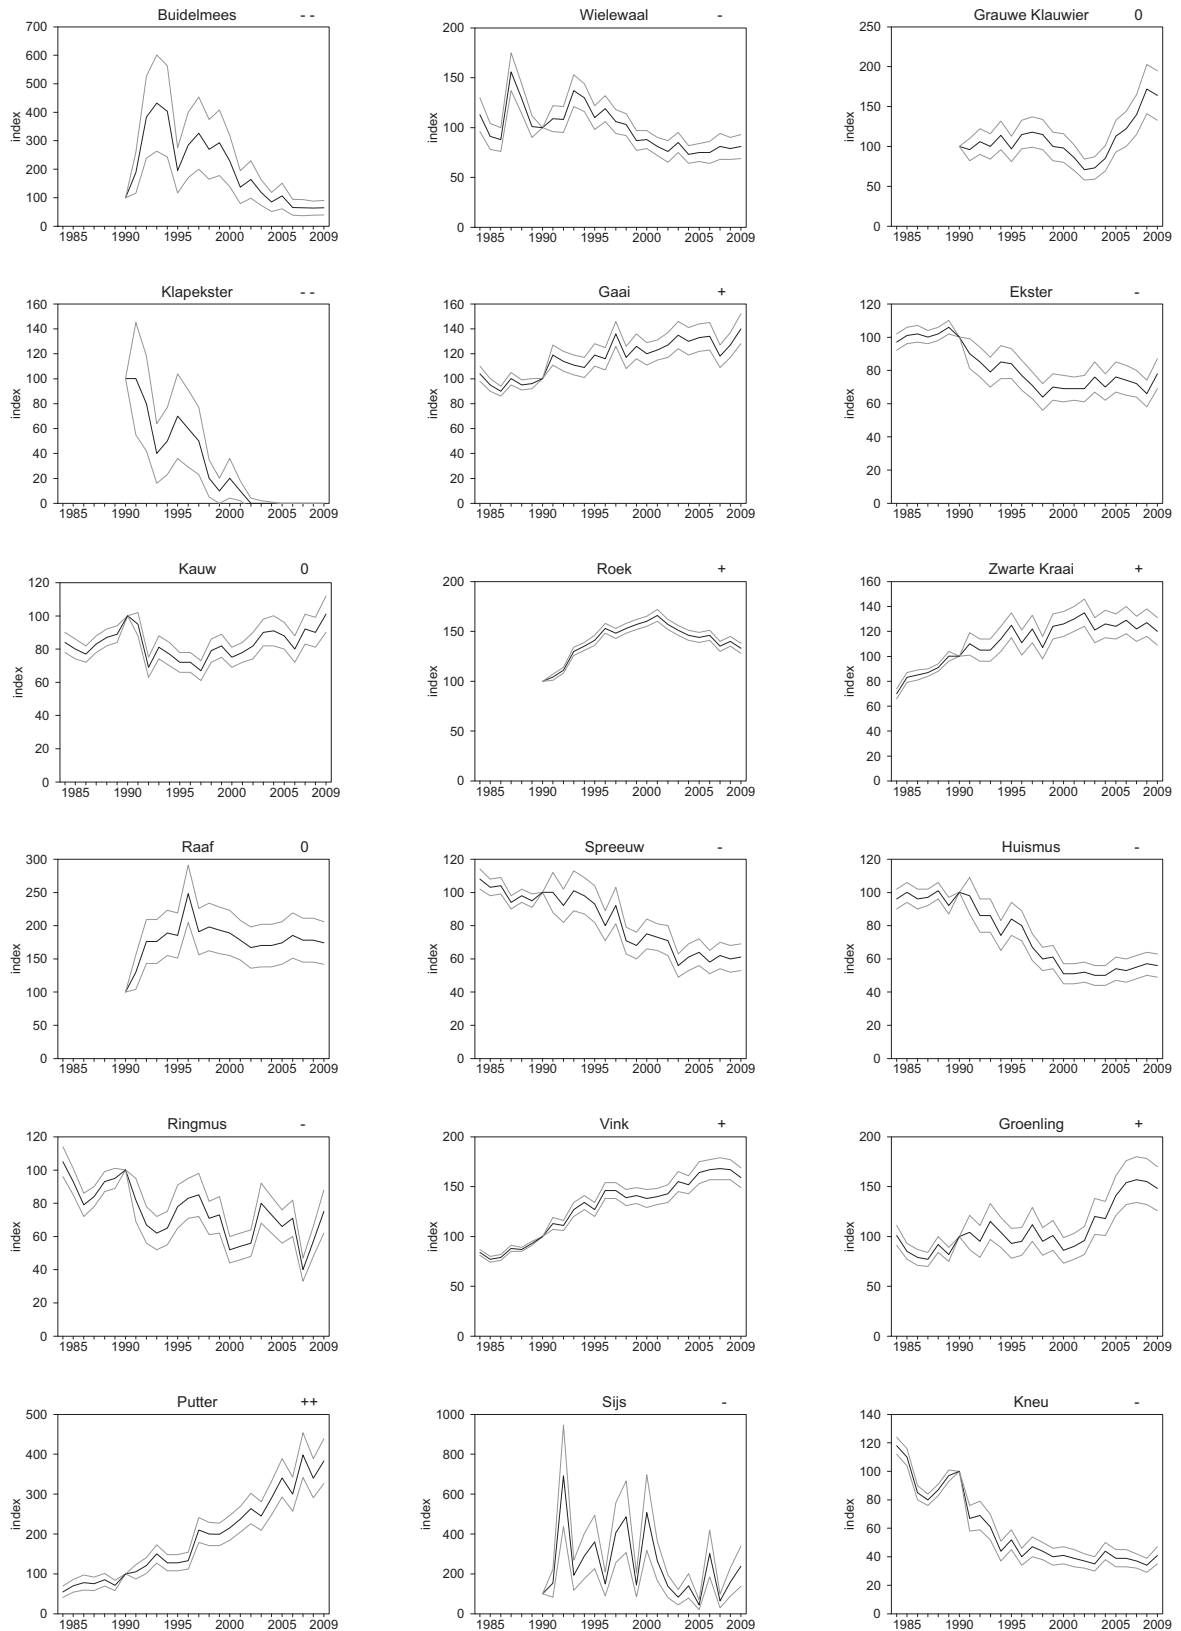 Buidelmees - -
700
600
500
400
300
200
100
0
index
1985 1990 1995 2000 2005 2009
Wielewaal -
200
150
100
50
0
index
1985 1990 1995 2000 2005 2009
Grauwe Klauwier 0
250
200
150
100
50
0
index
1985 1990 1995 2000 2005 2009
Klapekster - -
160
140
120
100
80
60
40
20
0
index
1985 1990 1995 2000 2005 2009
Gaai +
160
140
120
100
80
60
40
20
0
index
1985 1990 1995 2000 2005 2009
Ekster -
120
100
80
60
40
20
0
index
1985 1990 1995 2000 2005 2009
Kauw 0
120
100
80
60
40
20
0
index
1985 1990 1995 2000 2005 2009
Roek +
200
150
100
50
0
index
1985 1990 1995 2000 2005 2009
Zwarte Kraai +
160
140
120
100
80
60
40
20
0
index
1985 1990 1995 2000 2005 2009
Raaf 0
300
250
200
150
100
50
0
index
1985 1990 1995 2000 2005 2009
Spreeuw -
120
100
80
60
40
20
0
index
1985 1990 1995 2000 2005 2009
Huismus -
120
100
80
60
40
20
0
index
1985 1990 1995 2000 2005 2009
Ringmus -
120
100
80
60
40
20
0
index
1985 1990 1995 2000 2005 2009
Vink +
200
150
100
50
0
index
1985 1990 1995 2000 2005 2009
Groenling +
200
150
100
50
0
index
1985 1990 1995 2000 2005 2009
Putter ++
500
400
300
200
100
0
index
1985 1990 1995 2000 2005 2009
Sijs -
1000
800
600
400
200
0
index
1985 1990 1995 2000 2005 2009
Kneu -
140
120
100
80
60
40
20
0
index
1985 1990 1995 2000 2005 2009